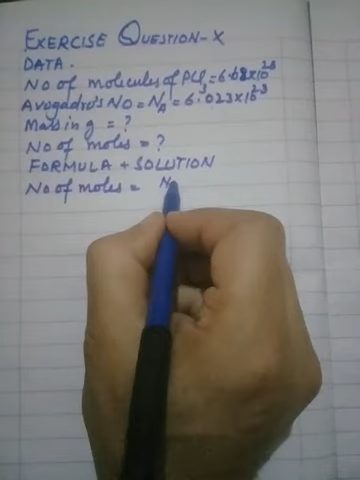 EXERCISE QUESTION-X
DATA.
No of molecules of PCl3 = 6.68x10^23
Avogadro's NO = NA = 6.023x10^23
Mass in g = ?
No of moles = ?
FORMULA + SOLUTION
No of moles = N